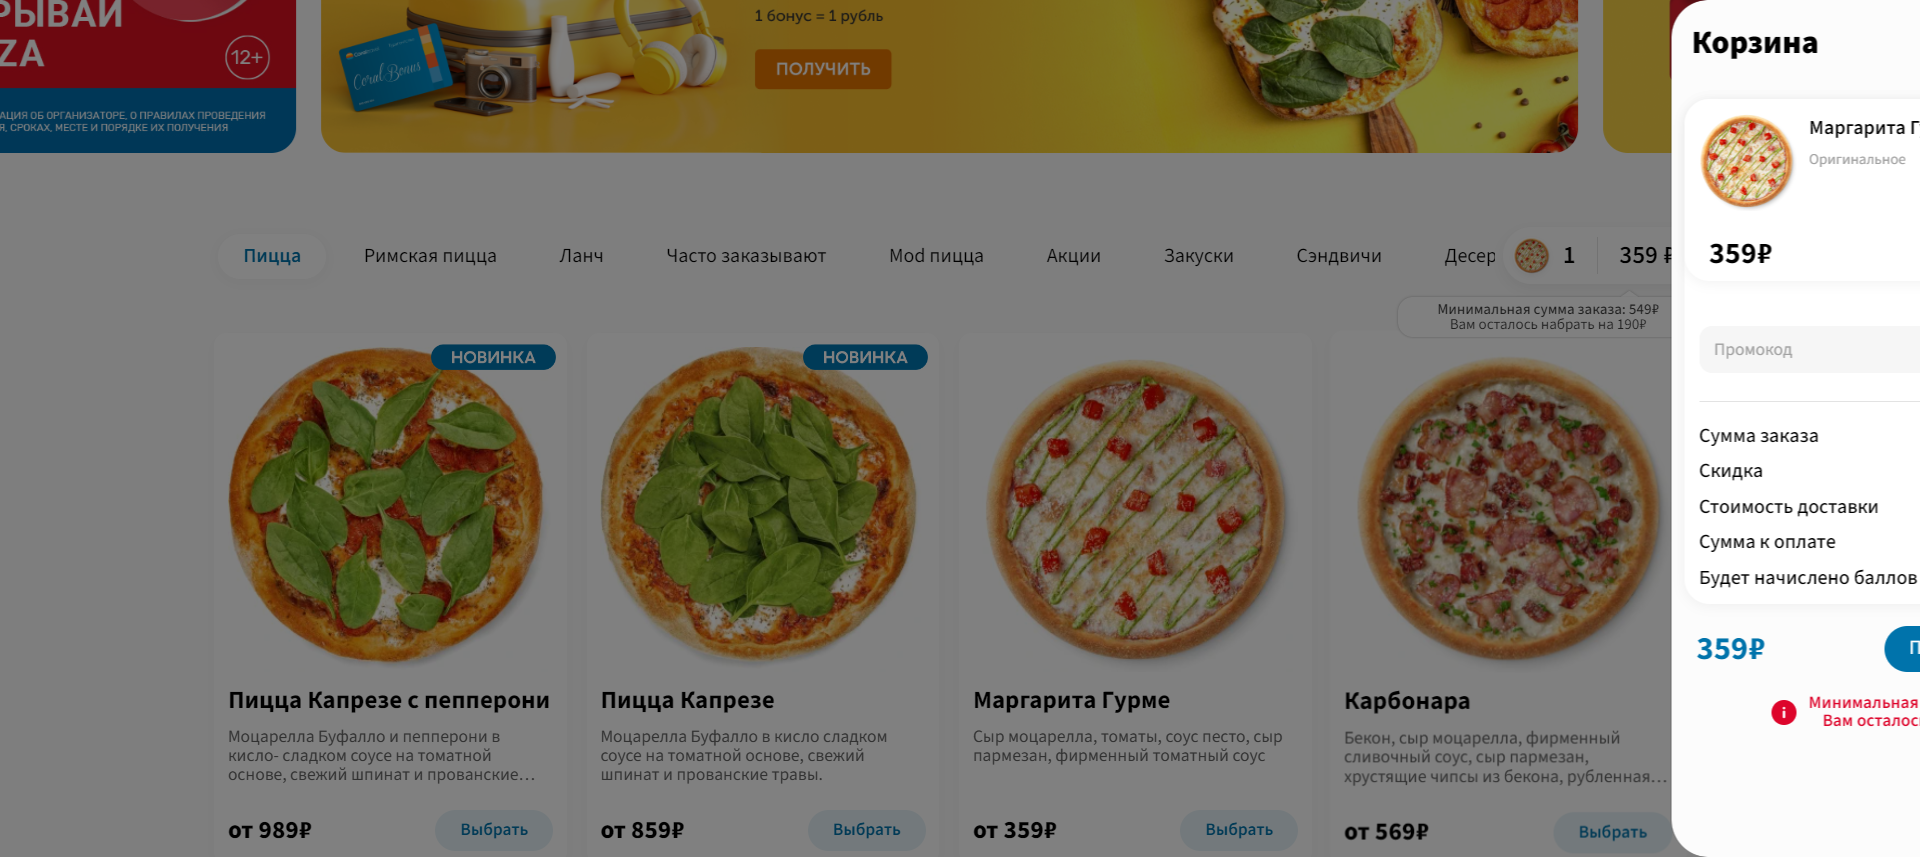 РЫВАЙ
ZA
12+
АЦИЯ ОБ ОРГАНИЗАТОРЕ, О ПРАВИЛАХ ПРОВЕДЕНИЯ
Я, СРОКАХ, МЕСТЕ И ПОРЯДКЕ ИХ ПОЛУЧЕНИЯ
Coral Bonus
1 бонус = 1 рубль
ПОЛУЧИТЬ
Пицца
Римская пицца
Ланч
Часто заказывают
Mod пицца
Акции
Закуски
Сэндвичи
Десер
1
359 ₽
Минимальная сумма заказа: 549₽
Вам осталось набрать на 190₽
НОВИНКА
Пицца Капрезе с пепперони
Моцарелла Буфалло и пепперони в
кисло- сладком соусе на томатной
основе, свежий шпинат и прованские...
от 989₽
Выбрать
НОВИНКА
Пицца Капрезе
Моцарелла Буфалло в кисло сладком
соусе на томатной основе, свежий
шпинат и прованские травы.
от 859₽
Выбрать
Маргарита Гурме
Сыр моцарелла, томаты, соус песто, сыр
пармезан, фирменный томатный соус
от 359₽
Выбрать
Карбонара
Бекон, сыр моцарелла, фирменный
сливочный соус, сыр пармезан,
хрустящие чипсы из бекона, рубленная...
от 569₽
Выбрать
Корзина
Маргарита Г
Оригинальное
359₽
Промокод
Сумма заказа
Скидка
Стоимость доставки
Сумма к оплате
Будет начислено баллов
359₽
П
Минимальная
Вам осталос